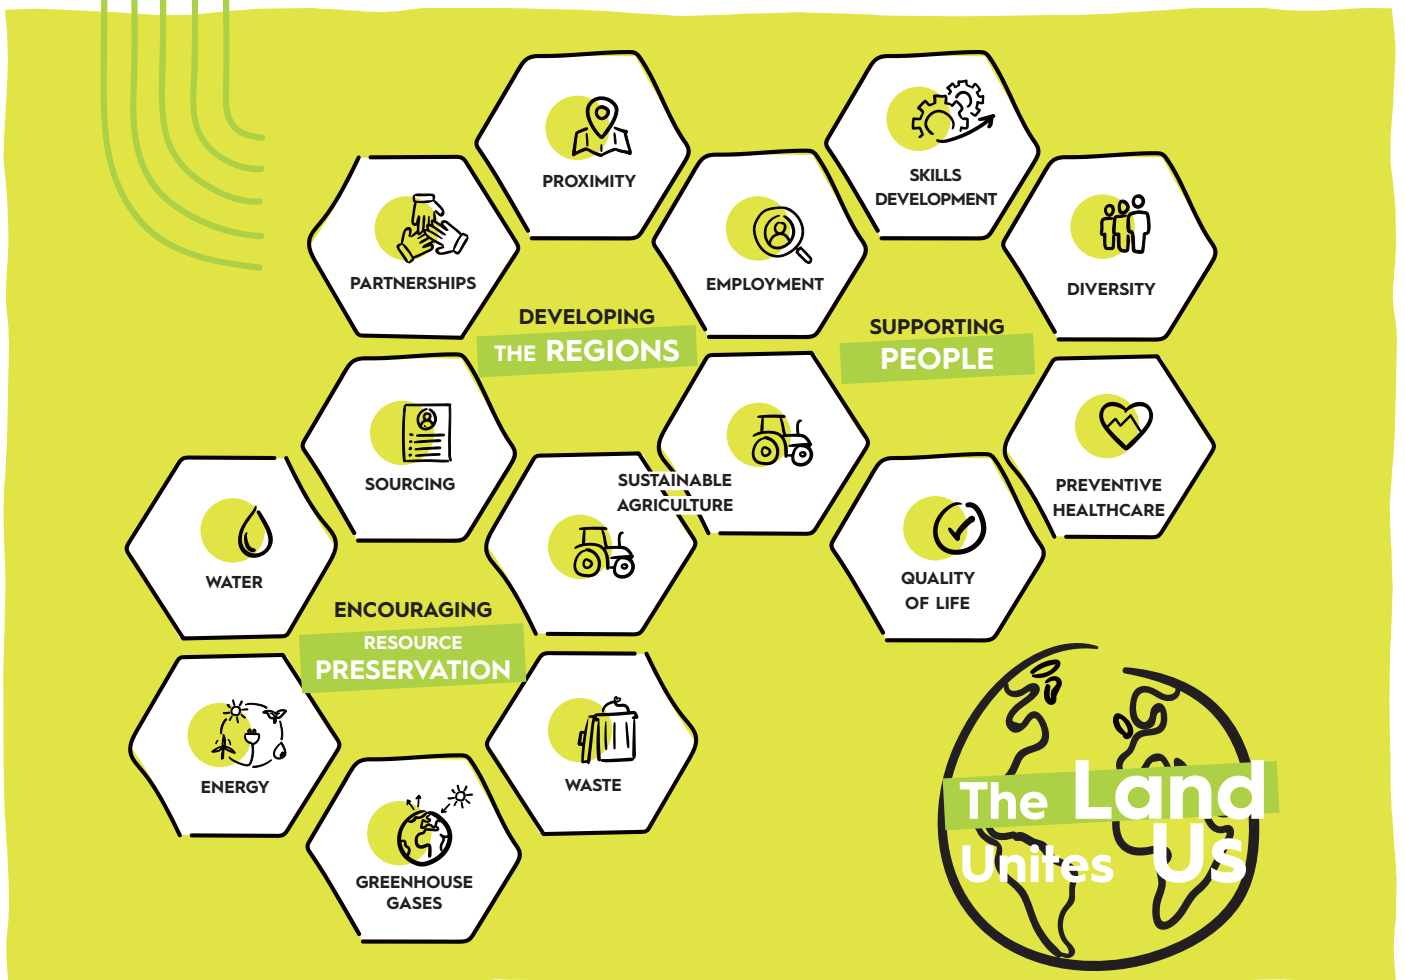 PROXIMITY
SKILLS
DEVELOPMENT
PARTNERSHIPS
EMPLOYMENT
DIVERSITY
DEVELOPING
THE REGIONS
SUPPORTING
PEOPLE
SOURCING
SUSTAINABLE
AGRICULTURE
PREVENTIVE
HEALTHCARE
WATER
QUALITY
OF LIFE
ENCOURAGING
RESOURCE
PRESERVATION
ENERGY
WASTE
GREENHOUSE
GASES
The Land
Unites Us